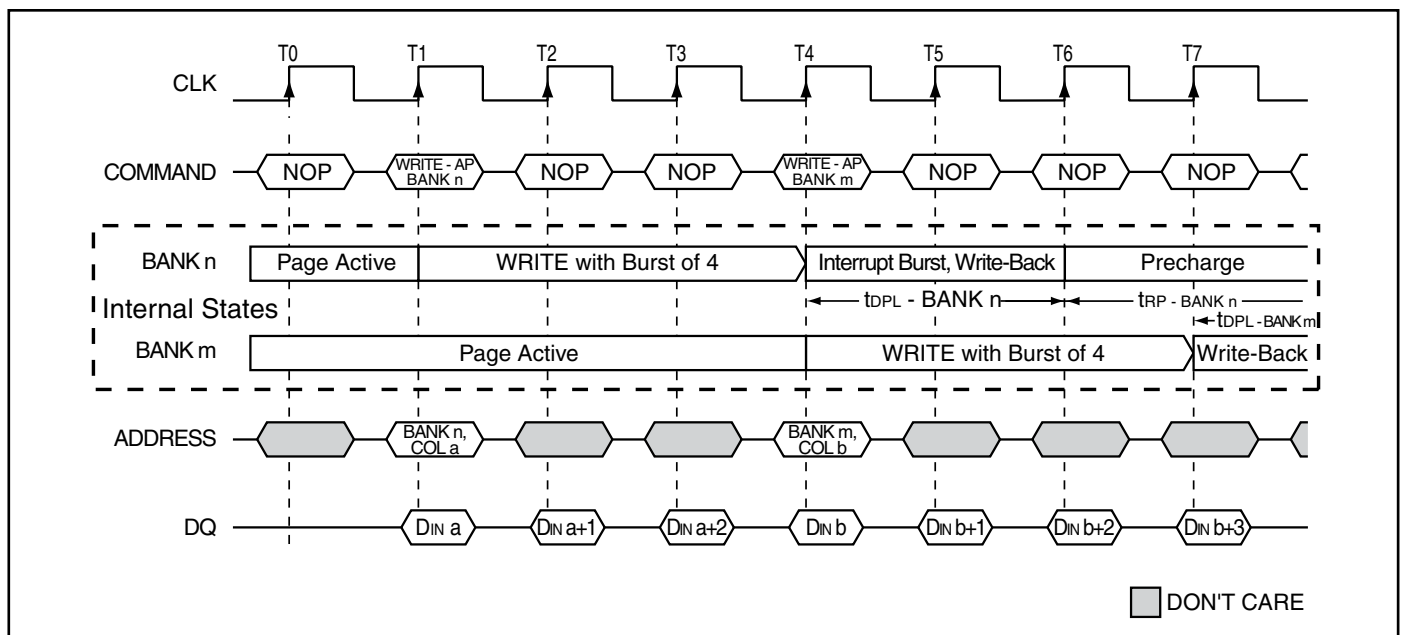 T0 T1 T2 T3 T4 T5 T6 T7
CLK
COMMAND NOP WRITE - AP BANK n NOP NOP WRITE - AP BANK m NOP NOP NOP
BANK n Page Active WRITE with Burst of 4 Interrupt Burst, Write-Back Precharge
Internal States tDPL - BANK n tRP - BANK n
tDPL - BANK m
BANK m Page Active WRITE with Burst of 4 Write-Back
ADDRESS BANK n, COL a BANK m, COL b
DQ DIN a DIN a+1 DIN a+2 DIN b DIN b+1 DIN b+2 DIN b+3
DON'T CARE